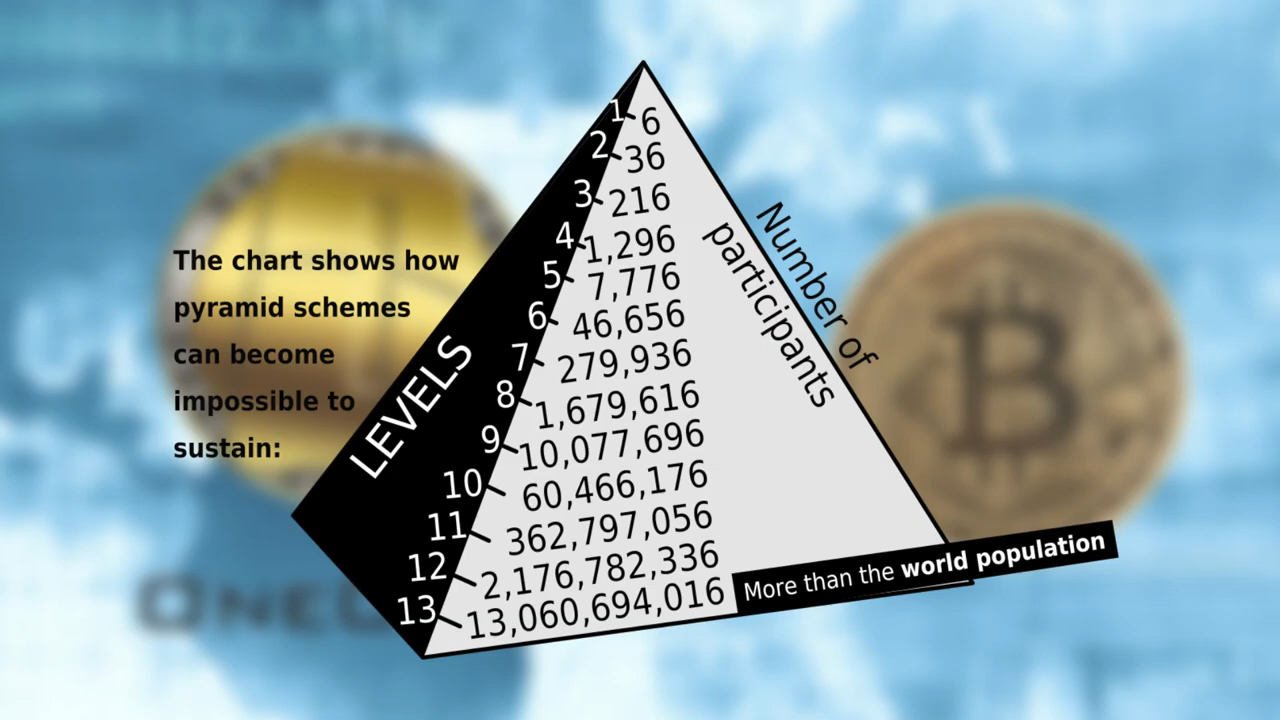 The chart shows how
pyramid schemes
can become
impossible to
sustain:
LEVELS
Number of
participants
1 6
2 36
3 216
4 1,296
5 7,776
6 46,656
7 279,936
8 1,679,616
9 10,077,696
10 60,466,176
11 362,797,056
12 2,176,782,336
13 13,060,694,016
More than the world population